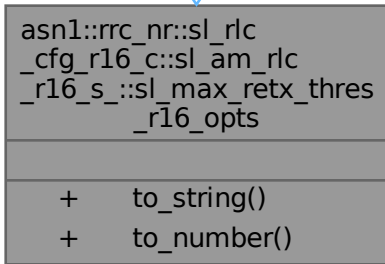 asn1::rrc_nr::sl_rlc
_cfg_r16_c::sl_am_rlc
_r16_s_::sl_max_retx_thres
_r16_opts
+ to_string()
+ to_number()